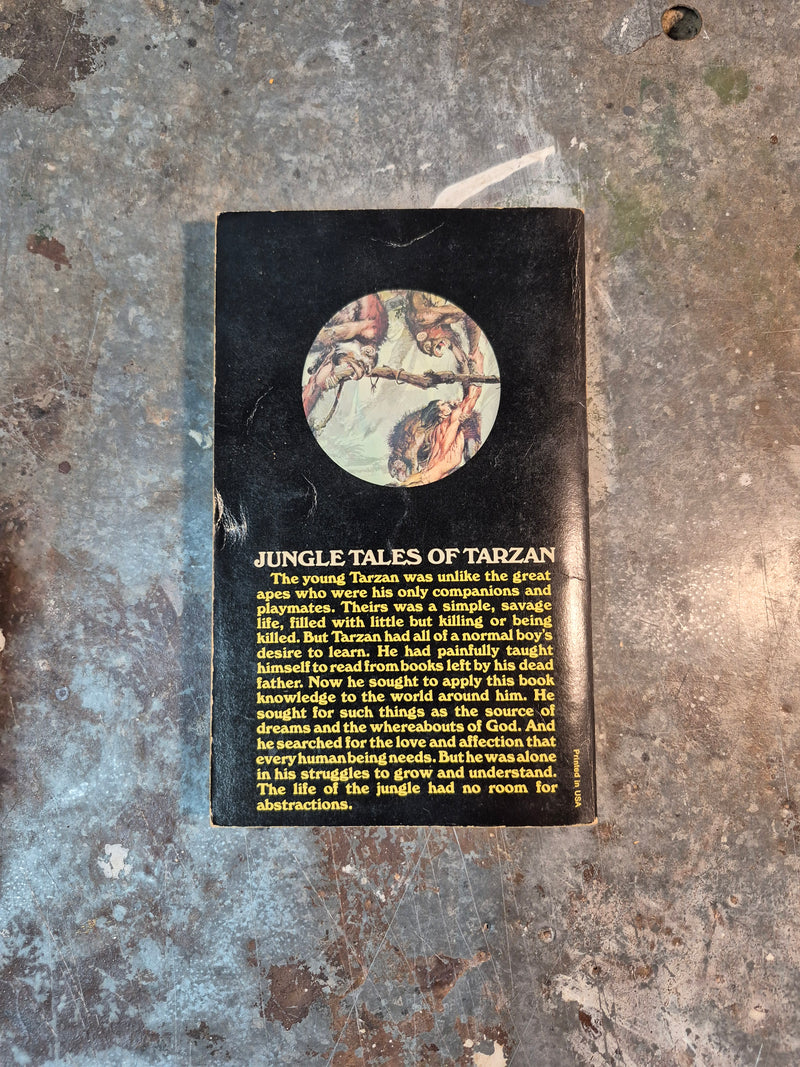 JUNGLE TALES OF TARZAN
The young Tarzan was unlike the great
apes who were his only companions and
playmates. Theirs was a simple, savage
life, filled with little but killing or being
killed. But Tarzan had all of a normal boy's
desire to learn. He had painfully taught
himself to read from books left by his dead
father. Now he sought to apply this book
knowledge to the world around him. He
sought for such things as the source of
dreams and the whereabouts of God. And
he searched for the love and affection that
every human being needs. But he was alone
in his struggles to grow and understand.
The life of the jungle had no room for
abstractions.
Printed in USA